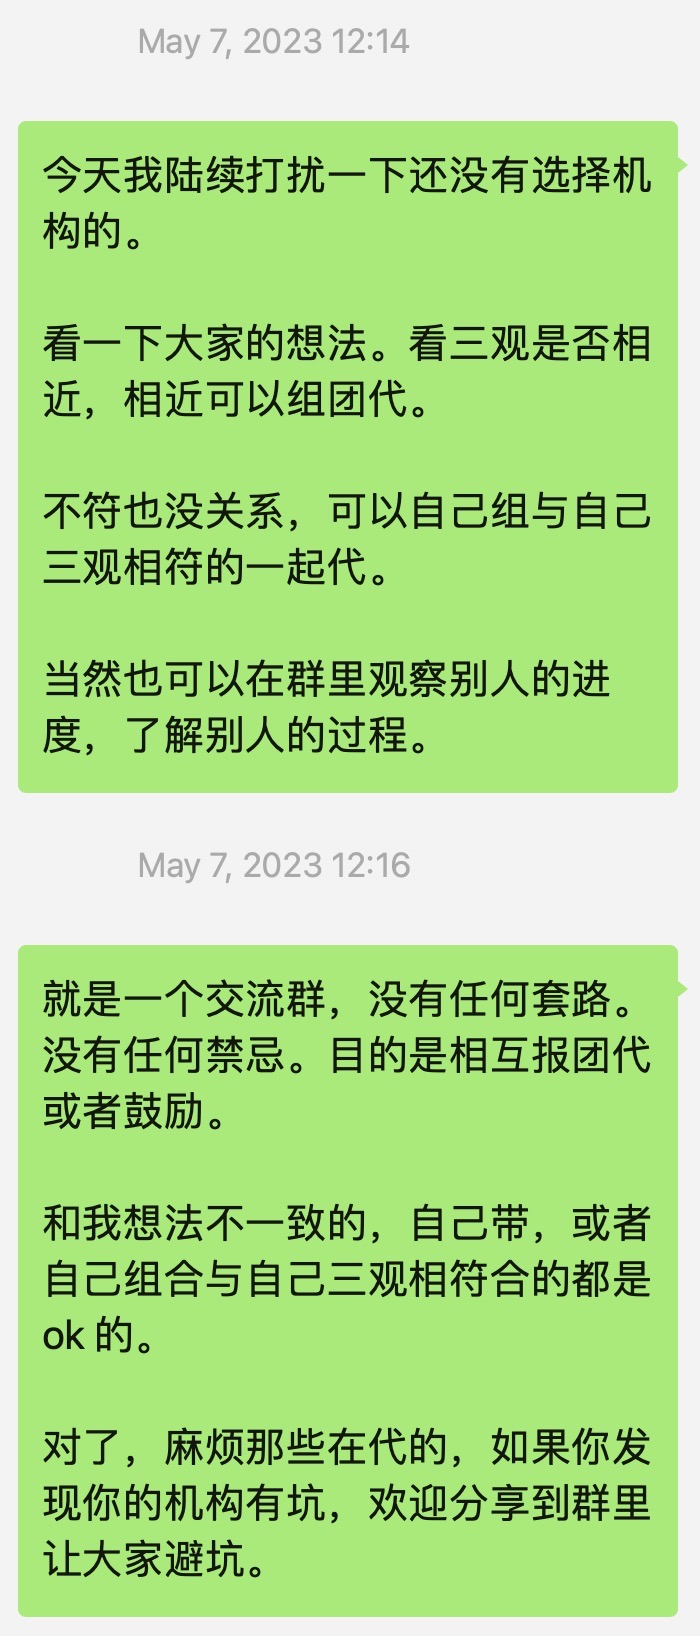 May 7, 2023 12:14
今天我陆续打扰一下还没有选择机
构的。
看一下大家的想法。看三观是否相
近，相近可以组团代。
不符也没关系，可以自己组与自己
三观相符的一起代。
当然也可以在群里观察别人的进
度，了解别人的过程。
May 7, 2023 12:16
就是一个交流群，没有任何套路。
没有任何禁忌。目的是相互报团代
或者鼓励。
和我想法不一致的，自己带，或者
自己组合与自己三观相符合的都是
ok 的。
对了，麻烦那些在代的，如果你发
现你的机构有坑，欢迎分享到群里
让大家避坑。